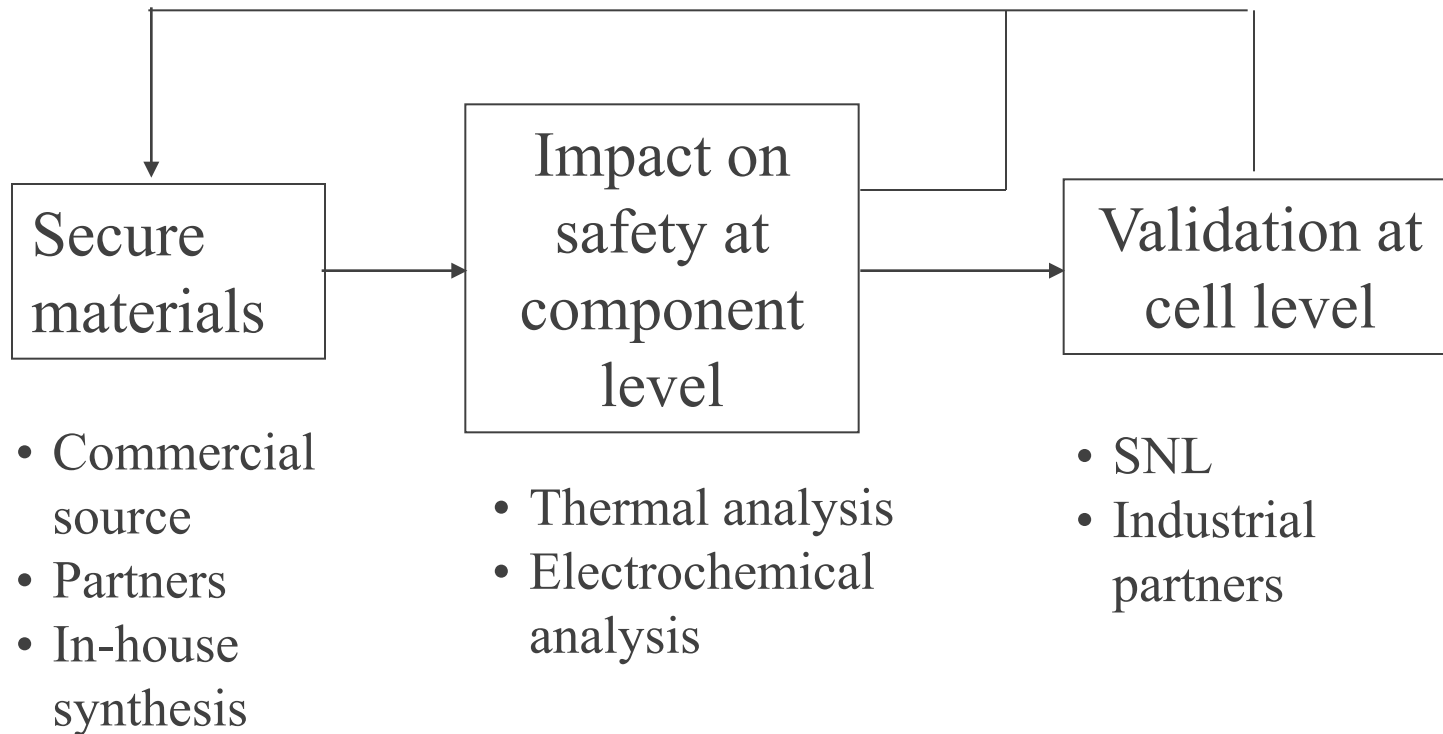 Secure
materials
Impact on
safety at
component
level
Validation at
cell level
• Commercial
source
• Partners
• In-house
synthesis
• Thermal analysis
• Electrochemical
analysis
• SNL
• Industrial
partners